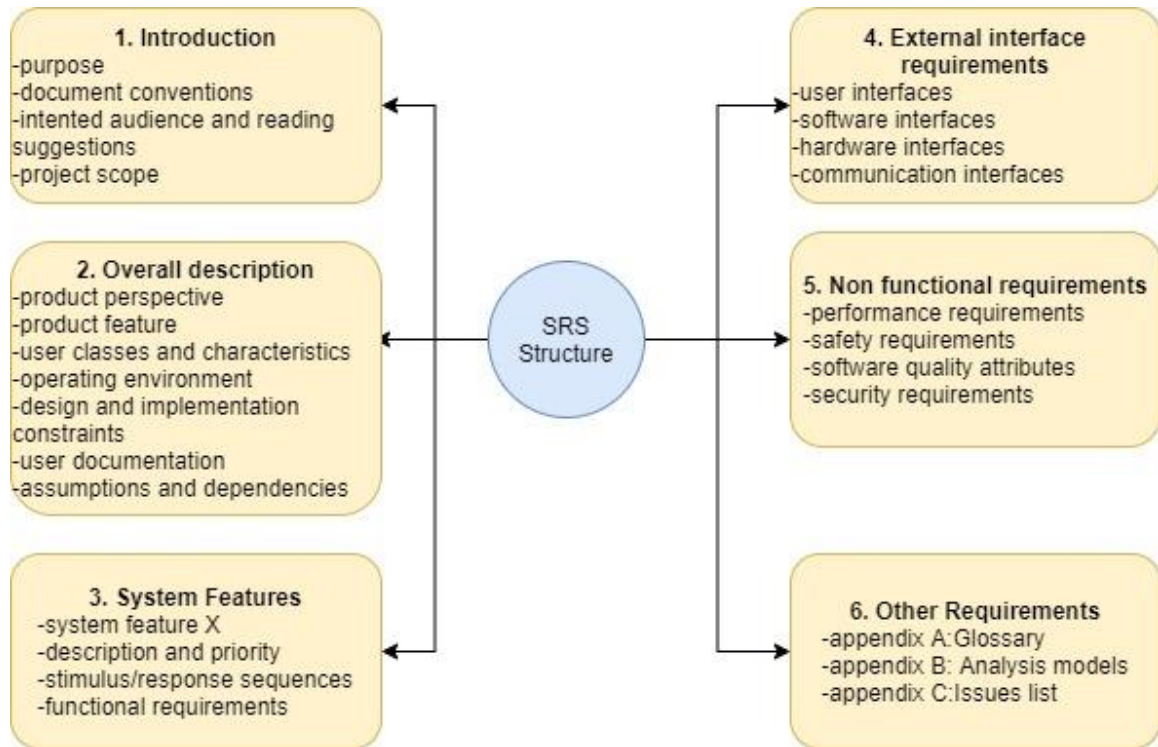 1. Introduction
-purpose
-document conventions
-intented audience and reading
suggestions
-project scope
2. Overall description
-product perspective
-product feature
-user classes and characteristics
-operating environment
-design and implementation
constraints
-user documentation
-assumptions and dependencies
3. System Features
-system feature X
-description and priority
-stimulus/response sequences
-functional requirements
SRS
Structure
4. External interface
requirements
-user interfaces
-software interfaces
-hardware interfaces
-communication interfaces
5. Non functional requirements
-performance requirements
-safety requirements
-software quality attributes
-security requirements
6. Other Requirements
-appendix A:Glossary
-appendix B: Analysis models
-appendix C:Issues list